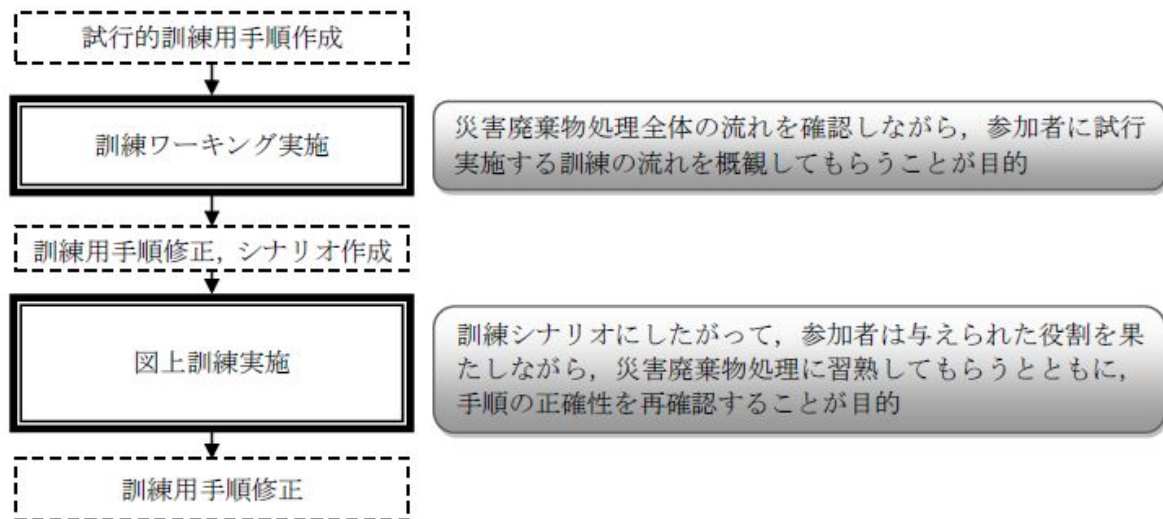 試行的訓練用手順作成
訓練ワーキング実施
災害廃棄物処理全体の流れを確認しながら，参加者に試行
実施する訓練の流れを概観してもらうことが目的
訓練用手順修正，シナリオ作成
図上訓練実施
訓練シナリオにしたがって，参加者は与えられた役割を果
たしながら，災害廃棄物処理に習熟してもらうとともに，
手順の正確性を再確認することが目的
訓練用手順修正